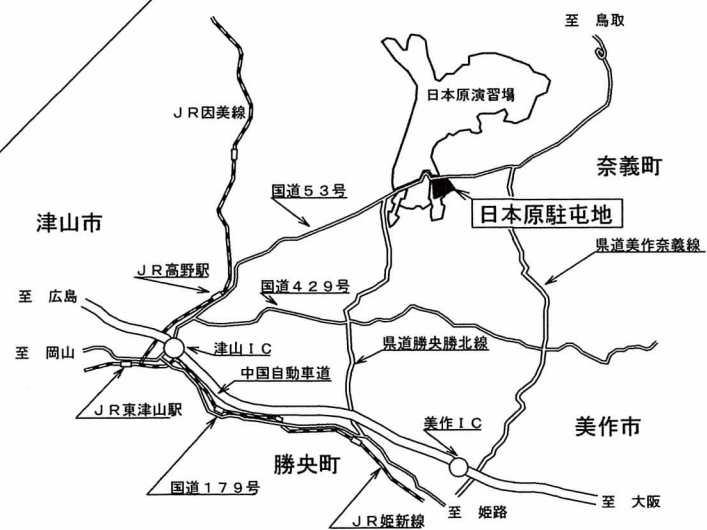 至 鳥取
日本原演習場
JR因美線
奈義町
国道53号
日本原駐屯地
津山市
県道美作奈義線
JR高野駅
国道429号
至 広島
県道勝央勝北線
津山IC
至 岡山
中国自動車道
JR東津山駅
美作IC
美作市
勝央町
国道179号
至 大阪
至 姫路
JR姫新線